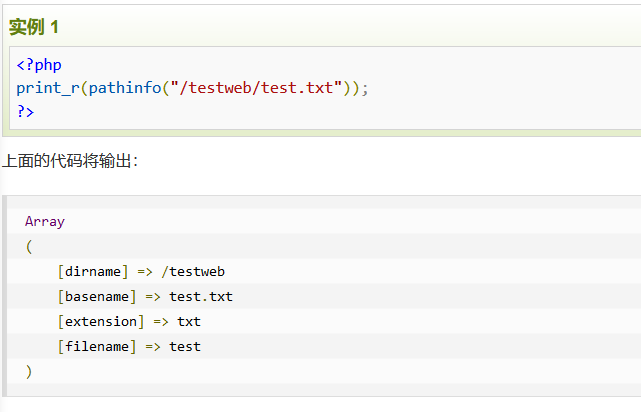 实例 1
<?php
print_r(pathinfo("/testweb/test.txt"));
?>
上面的代码将输出：
Array
(
    [dirname] => /testweb
    [basename] => test.txt
    [extension] => txt
    [filename] => test
)